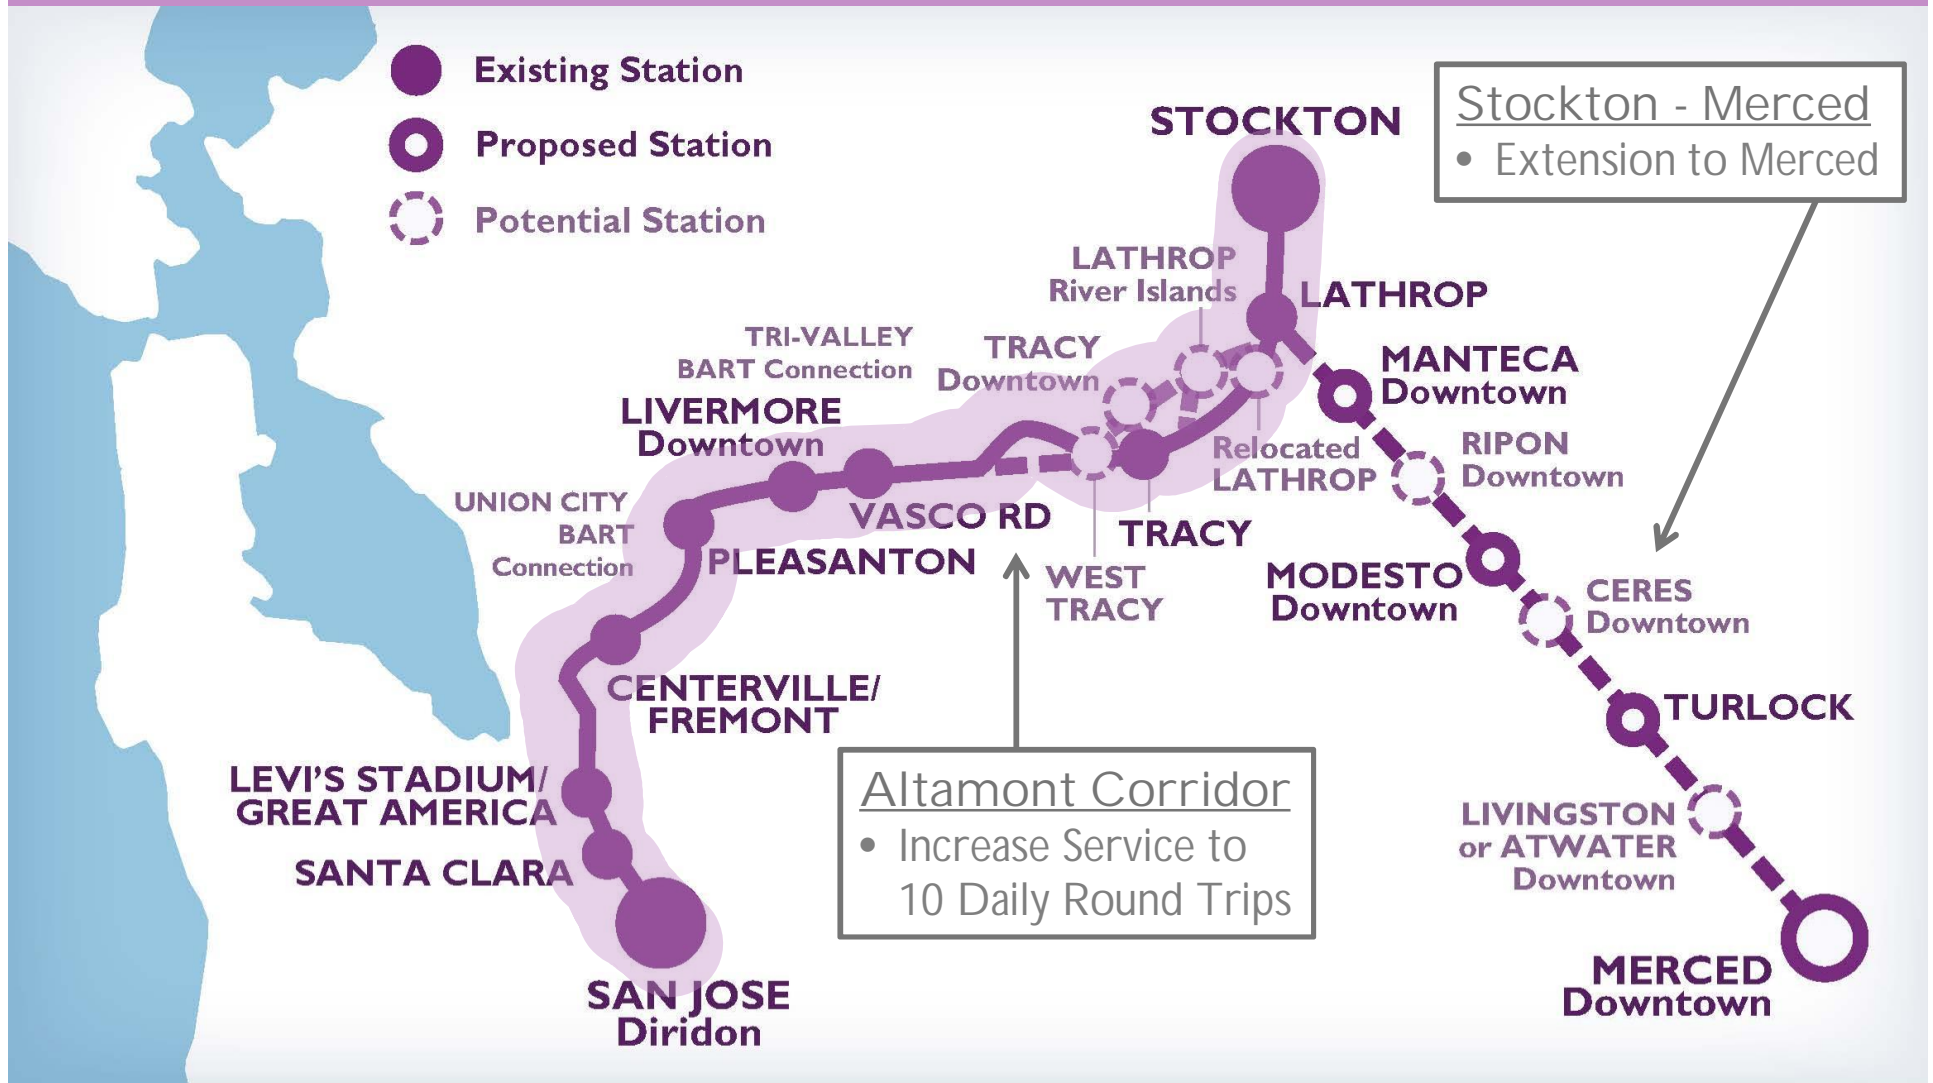 Existing Station
Proposed Station
Potential Station
STOCKTON
Stockton - Merced
• Extension to Merced
LATHROP
River Islands
LATHROP
TRI-VALLEY
BART Connection
TRACY
Downtown
MANTECA
Downtown
LIVERMORE
Downtown
Relocated
LATHROP
RIPON
Downtown
UNION CITY
BART
Connection
VASCO RD
TRACY
PLEASANTON
WEST
TRACY
MODESTO
Downtown
CERES
Downtown
CENTERVILLE/
FREMONT
TURLOCK
LEVI'S STADIUM/
GREAT AMERICA
SANTA CLARA
Altamont Corridor
• Increase Service to
10 Daily Round Trips
LIVINGSTON
or ATWATER
Downtown
MERCED
Downtown
SAN JOSE
Diridon